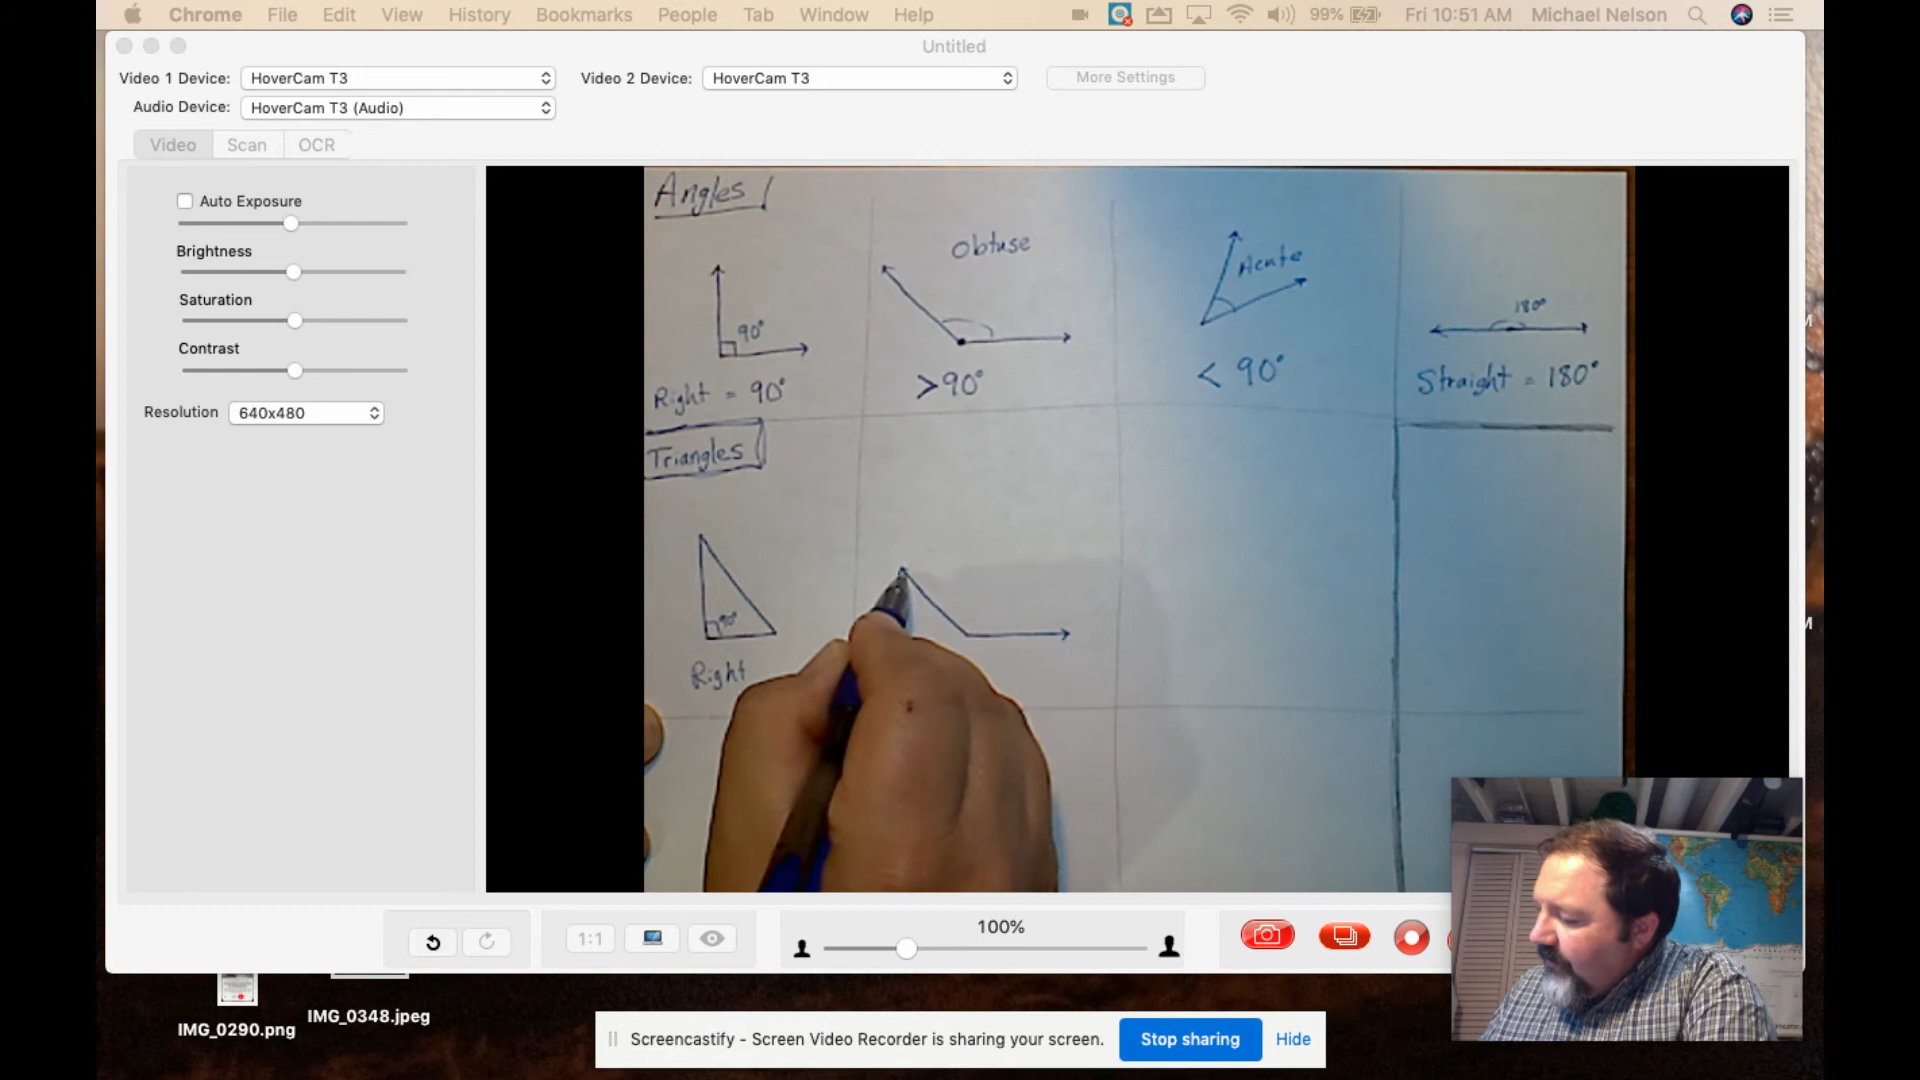 Chrome File Edit View History Bookmarks People Tab Window Help 99% Fri 10:51 AM Michael Nelson
Untitled
Video 1 Device: HoverCam T3 Video 2 Device: HoverCam T3 More Settings
Audio Device: HoverCam T3 (Audio)
Video Scan OCR
Auto Exposure
Brightness
Saturation
Contrast
Resolution 640x480
Angles
Obtuse
Acute
90°
180°
Right = 90° >90° < 90° Straight = 180°
Triangles
90°
Right
1:1
100%
IMG_0290.png
IMG_0348.jpeg
Screencastify - Screen Video Recorder is sharing your screen. Stop sharing Hide